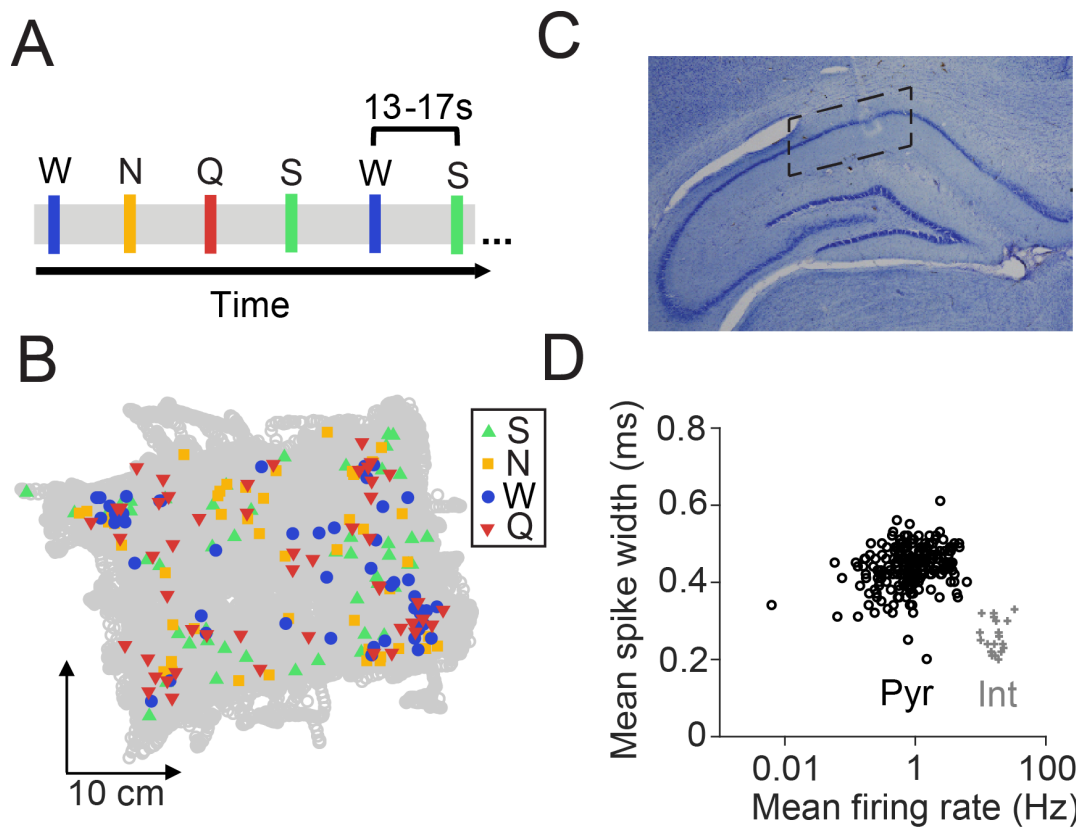 A
13-17s
W N Q S W S
...
Time
B
S
N
W
Q
10 cm
C
D
Mean spike width (ms)
0.8
0.6
0.4
0.2
0
Pyr
Int
0.01 1 100
Mean firing rate (Hz)